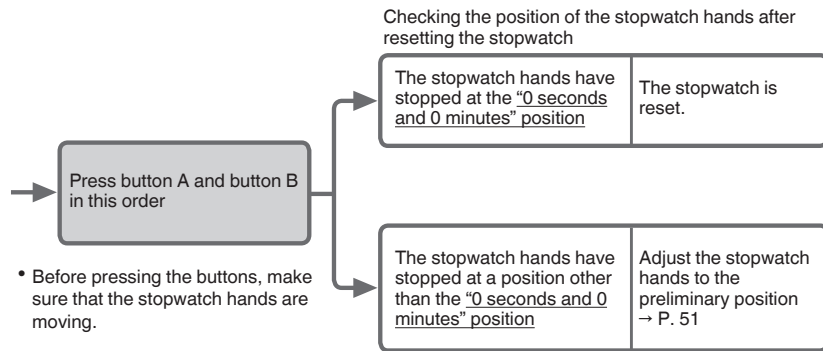 Checking the position of the stopwatch hands after
resetting the stopwatch
The stopwatch hands have
stopped at the “0 seconds
and 0 minutes” position
The stopwatch is
reset.
Press button A and button B
in this order
• Before pressing the buttons, make
sure that the stopwatch hands are
moving.
The stopwatch hands have
stopped at a position other
than the “0 seconds and 0
minutes” position
Adjust the stopwatch
hands to the
preliminary position
→ P. 51